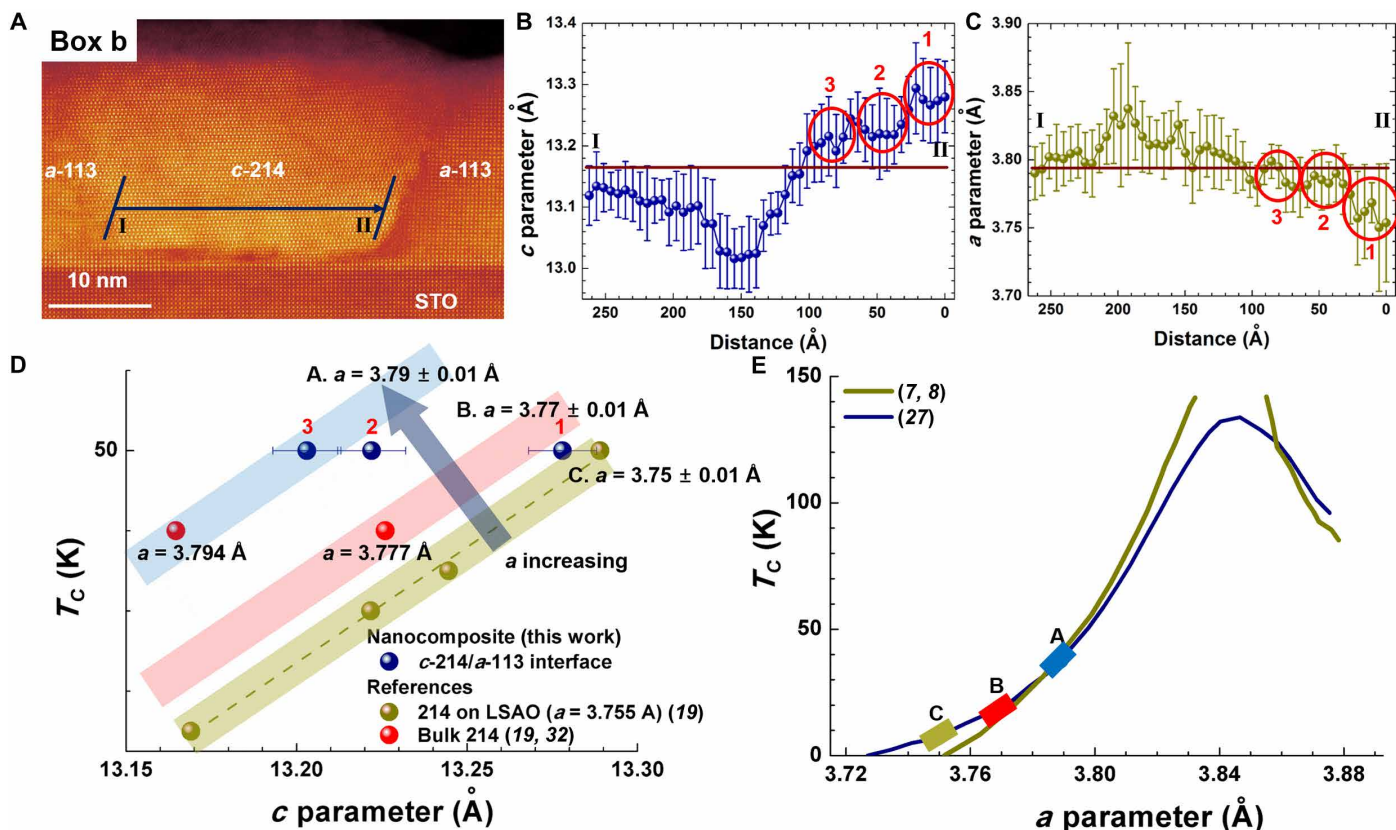 A
Box b
a-113
c-214
a-113
I
II
10 nm
STO
B
13.4
13.3
13.2
13.1
13.0
c parameter (Å)
I
3
2
1
II
250 200 150 100 50 0
Distance (Å)
C
3.90
3.85
3.80
3.75
3.70
a parameter (Å)
I
II
3
2
1
250 200 150 100 50 0
Distance (Å)
D
A. a = 3.79 ± 0.01 Å
B. a = 3.77 ± 0.01 Å
3
2
1
50
C. a = 3.75 ± 0.01 Å
a = 3.794 Å
a = 3.777 Å
a increasing
TC (K)
Nanocomposite (this work)
c-214/a-113 interface
References
214 on LSAO (a = 3.755 A) (19)
Bulk 214 (19, 32)
13.15 13.20 13.25 13.30
c parameter (Å)
E
150
100
50
0
TC (K)
(7, 8)
(27)
A
B
C
3.72 3.76 3.80 3.84 3.88
a parameter (Å)